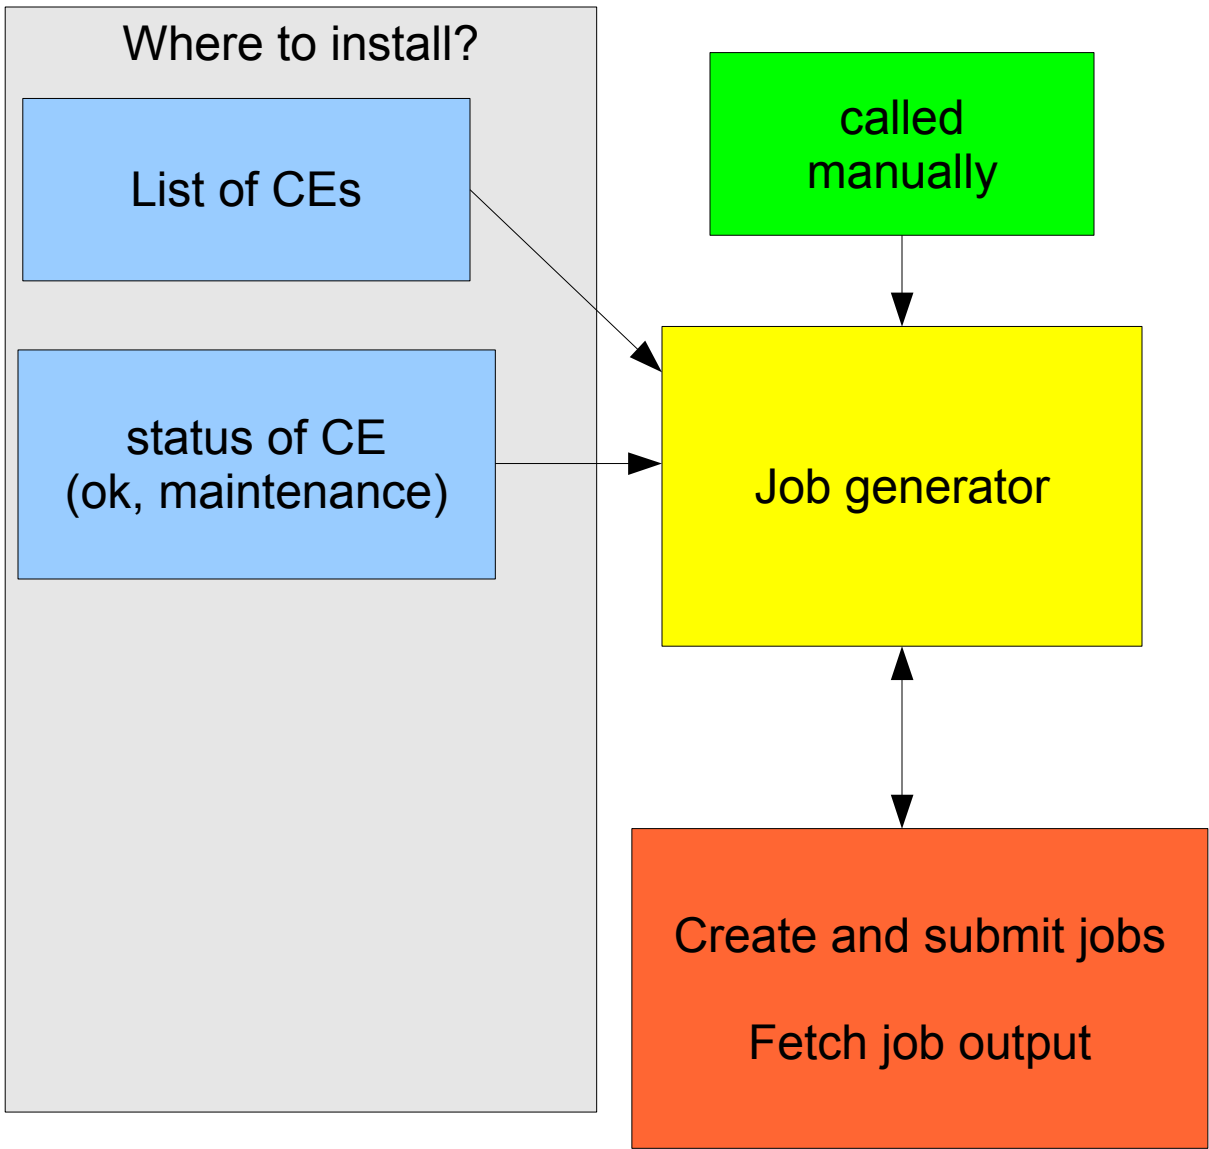 Where to install?
List of CEs
status of CE
(ok, maintenance)
called
manually
Job generator
Create and submit jobs
Fetch job output